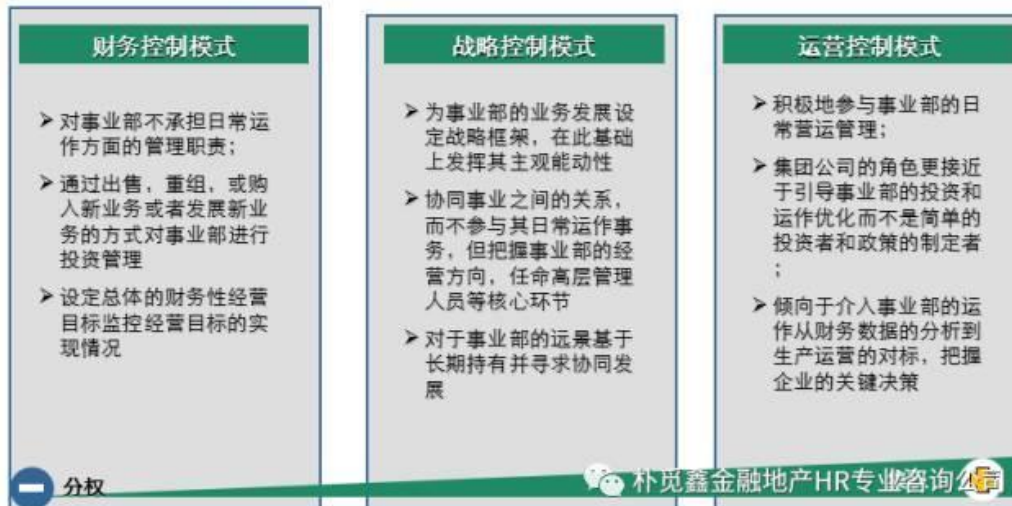 财务控制模式
➢ 对事业部不承担日常运
作方面的管理职责；
➢ 通过出售，重组，或购
入新业务或者发展新业
务的方式对事业部进行
投资管理
➢ 设定总体的财务性经营
目标监控经营目标的实
现情况
战略控制模式
➢ 为事业部的业务发展设
定战略框架，在此基础
上发挥其主观能动性
➢ 协同事业之间的关系，
而不参与其日常运作事
务，但把握事业部的经
营方向，任命高层管理
人员等核心环节
➢ 对于事业部的远景基于
长期持有并寻求协同发
展
运营控制模式
➢ 积极地参与事业部的日
常营运管理；
➢ 集团公司的角色更接近
于引导事业部的投资和
运作优化而不是简单的
投资者和政策的制定者
；
➢ 倾向于介入事业部的运
作从财务数据的分析到
生产运营的对标，把握
企业的关键决策
分权
朴觅鑫金融地产HR专业咨询公司